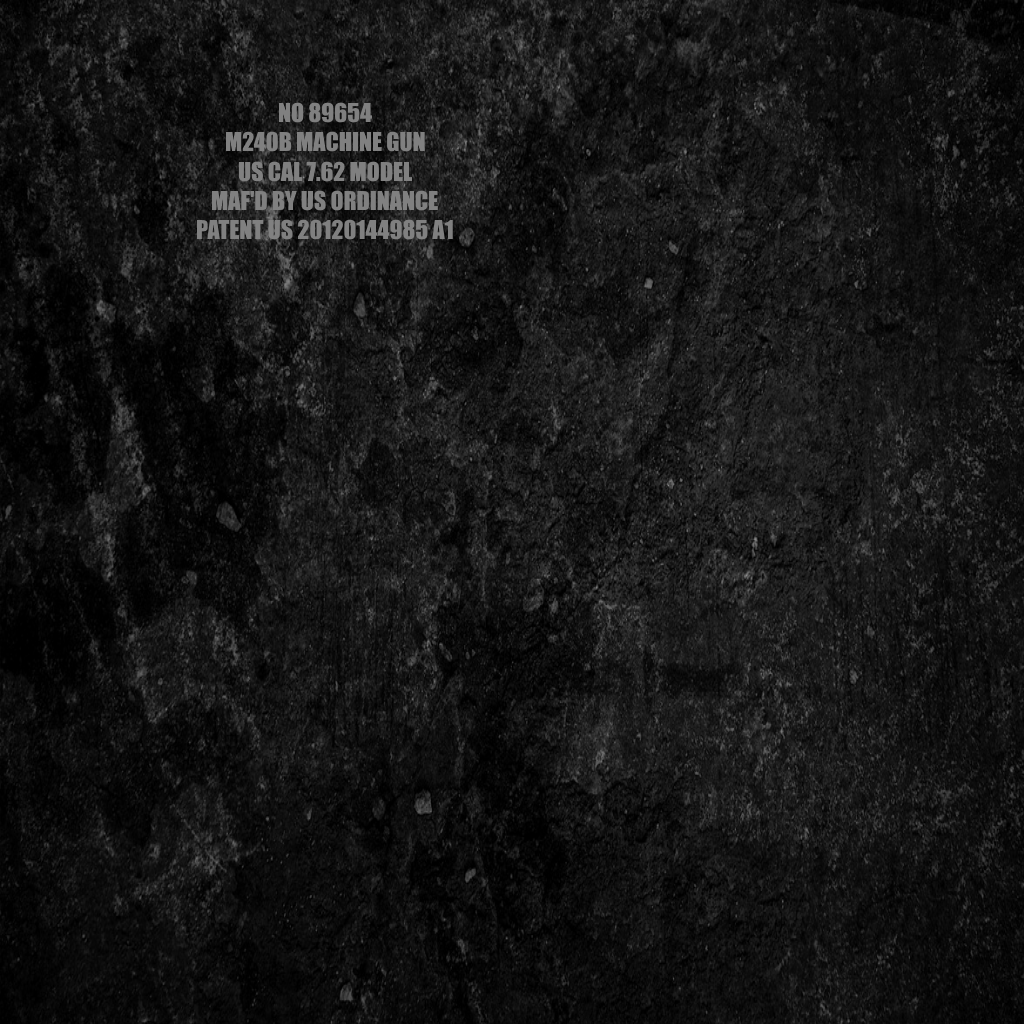 NO 89654
M240B MACHINE GUN
US CAL 7.62 MODEL
MAF'D BY US ORDINANCE
PATENT US 20120144985 A1